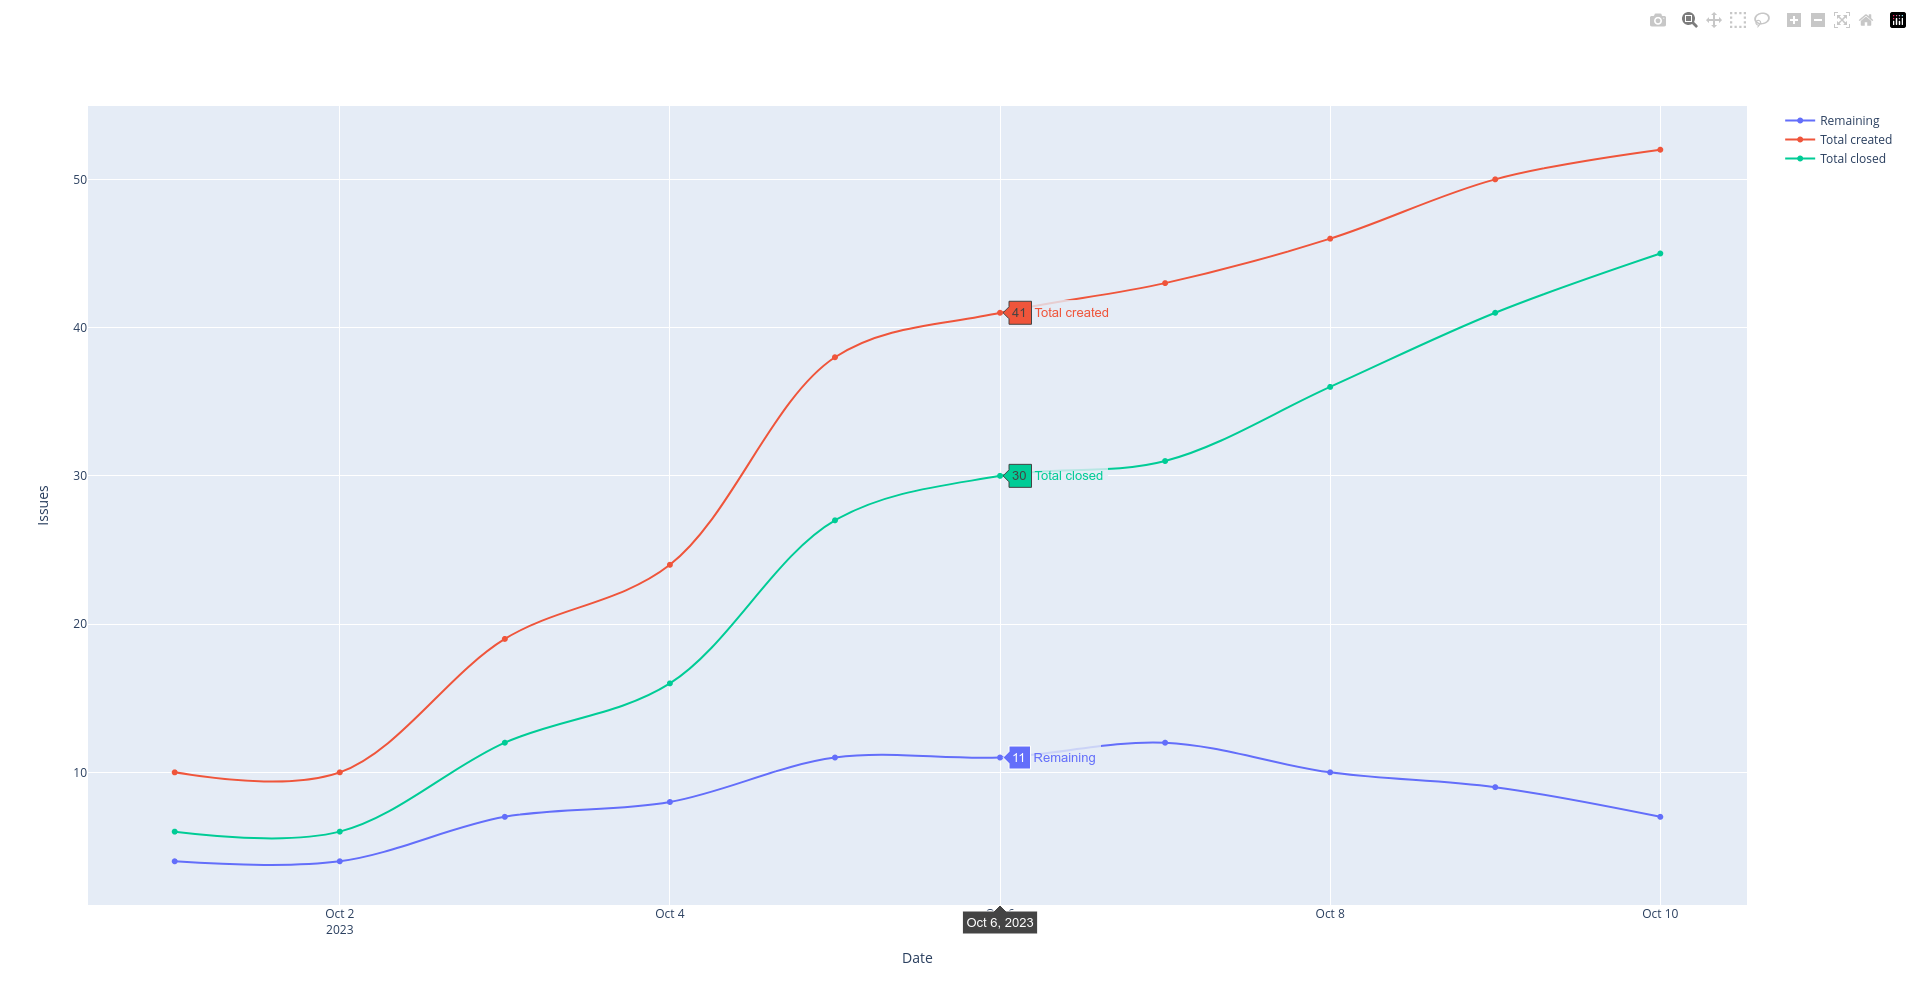 Remaining
Total created
Total closed
50
40
30
20
10
Issues
41 Total created
30 Total closed
11 Remaining
Oct 2
2023
Oct 4
Oct 6, 2023
Oct 8
Oct 10
Date